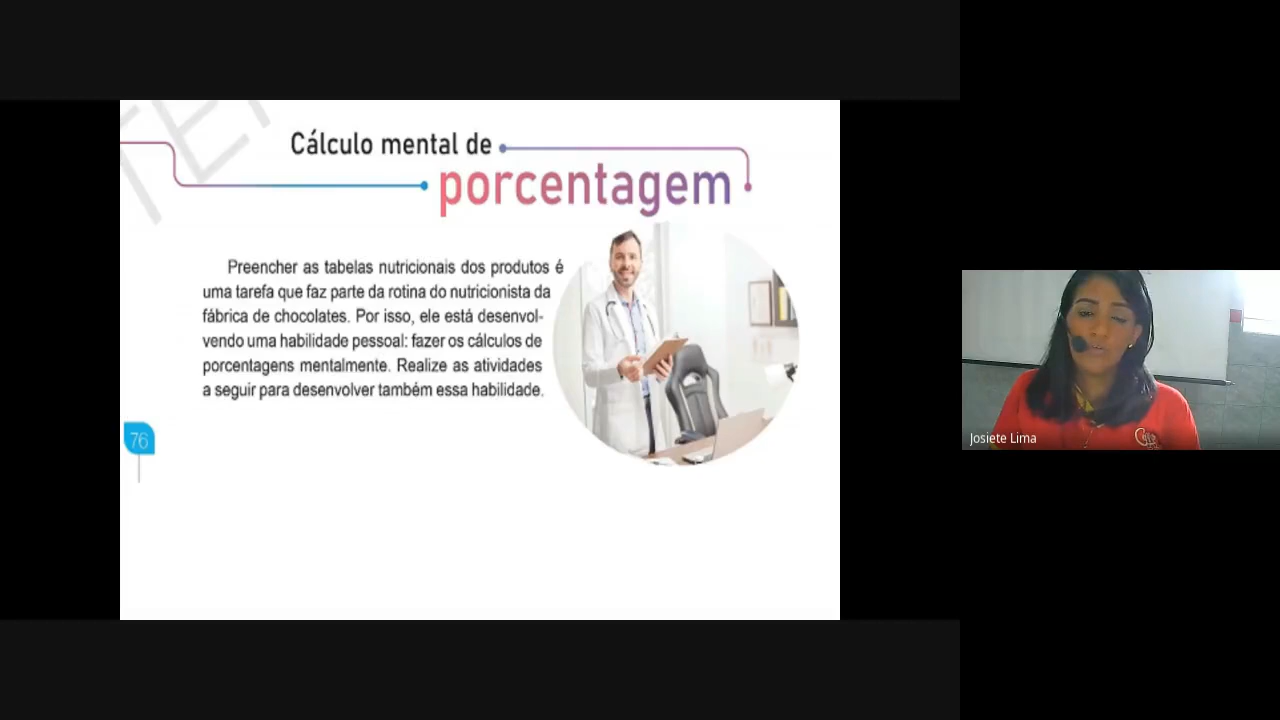 Cálculo mental de
porcentagem
Preencher as tabelas nutricionais dos produtos é
uma tarefa que faz parte da rotina do nutricionista da
fábrica de chocolates. Por isso, ele está desenvol-
vendo uma habilidade pessoal: fazer os cálculos de
porcentagens mentalmente. Realize as atividades
a seguir para desenvolver também essa habilidade.
76
Josiete Lima